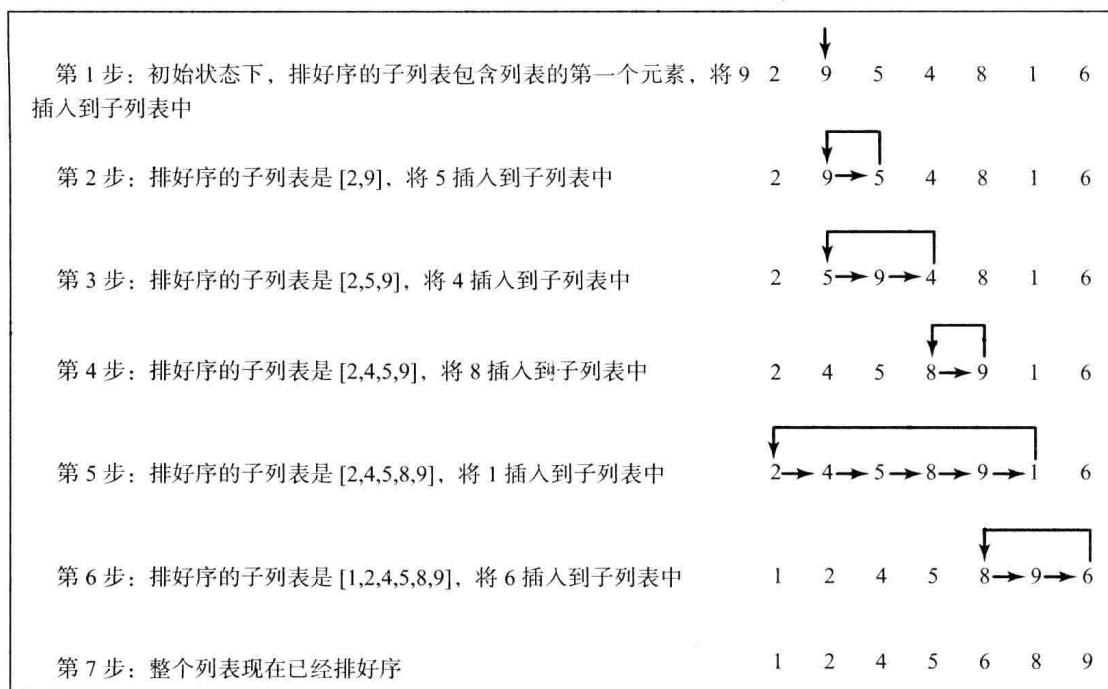 第 1 步：初始状态下，排好序的子列表包含列表的第一个元素，将 9 2 9 5 4 8 1 6
插入到子列表中
第 2 步：排好序的子列表是 [2,9]，将 5 插入到子列表中 2 9 5 4 8 1 6
第 3 步：排好序的子列表是 [2,5,9]，将 4 插入到子列表中 2 5 9 4 8 1 6
第 4 步：排好序的子列表是 [2,4,5,9]，将 8 插入到子列表中 2 4 5 8 9 1 6
第 5 步：排好序的子列表是 [2,4,5,8,9]，将 1 插入到子列表中 2 4 5 8 9 1 6
第 6 步：排好序的子列表是 [1,2,4,5,8,9]，将 6 插入到子列表中 1 2 4 5 8 9 6
第 7 步：整个列表现在已经排好序 1 2 4 5 6 8 9